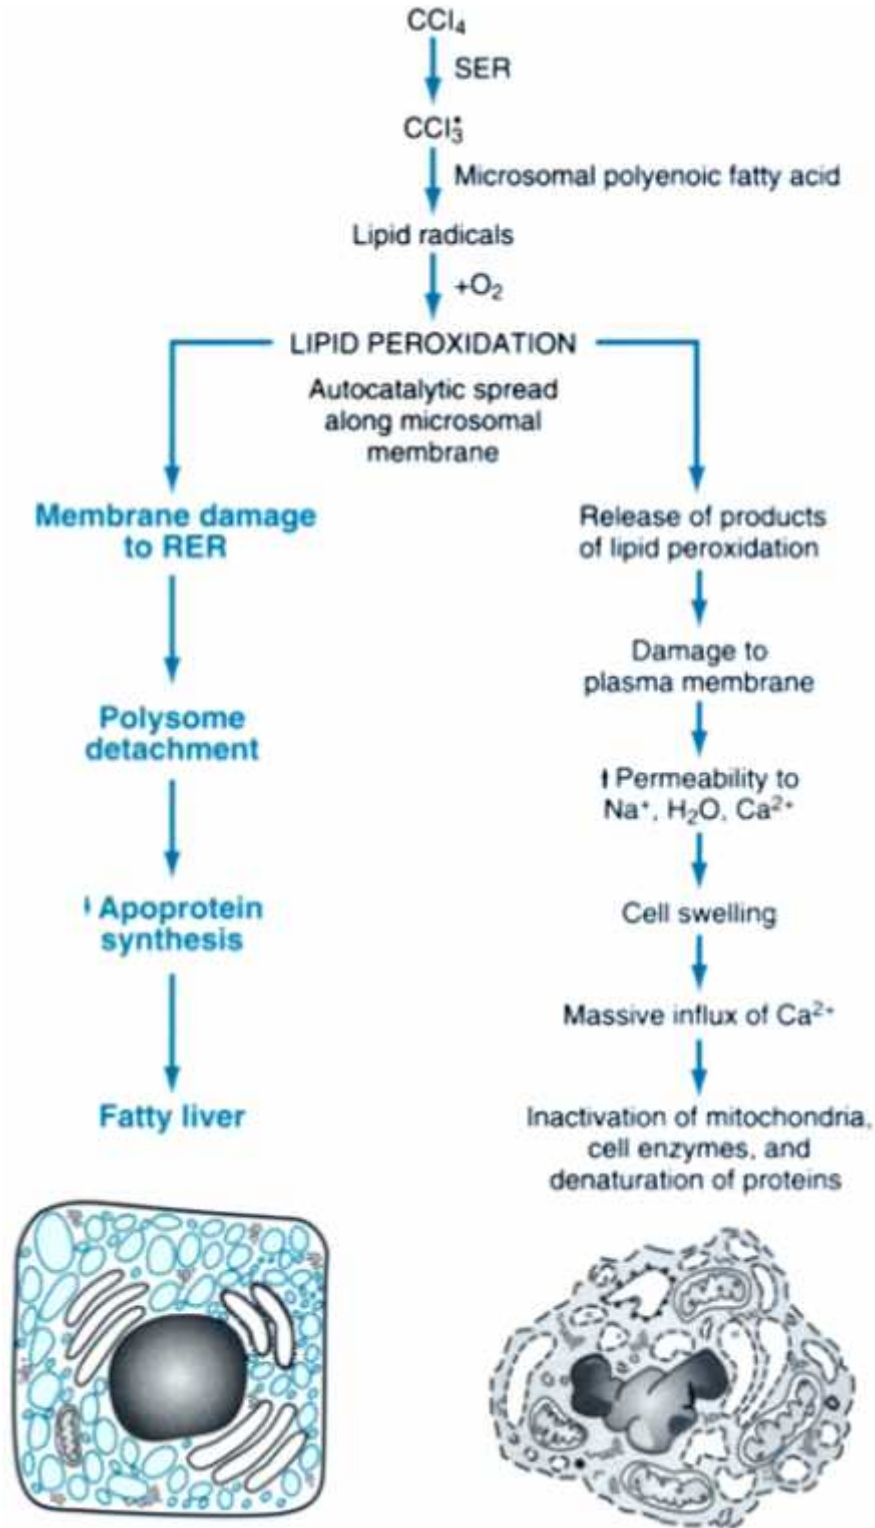 CCl₄
SER
CCl₃•
Microsomal polyenoic fatty acid
Lipid radicals
+O₂
LIPID PEROXIDATION
Autocatalytic spread
along microsomal
membrane
Membrane damage
to RER
Polysome
detachment
Apoprotein
synthesis
Fatty liver
Release of products
of lipid peroxidation
Damage to
plasma membrane
↑ Permeability to
Na⁺, H₂O, Ca²⁺
Cell swelling
Massive influx of Ca²⁺
Inactivation of mitochondria,
cell enzymes, and
denaturation of proteins